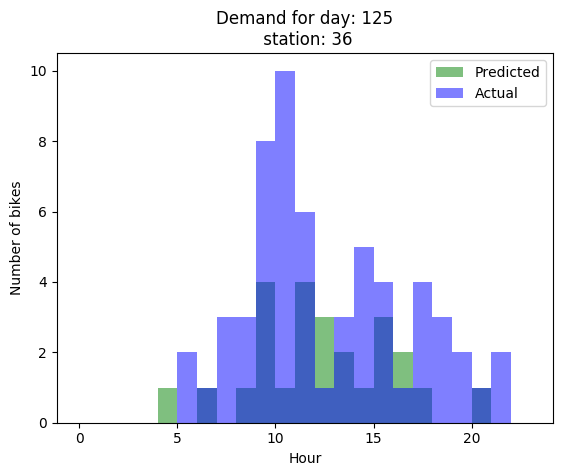 Demand for day: 125
station: 36
Predicted
Actual
Number of bikes
10
8
6
4
2
0
0 5 10 15 20
Hour